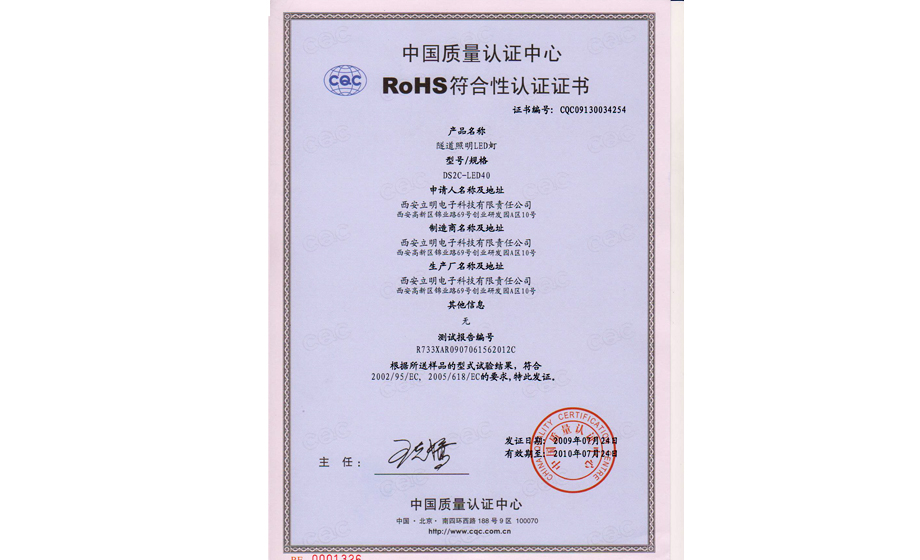 中国质量认证中心
CQC
RoHS符合性认证证书
证书编号: CQC09130034254
产品名称
隧道照明LED灯
型号/规格
DS2C-LED40
申请人名称及地址
西安立明电子科技有限责任公司
西安高新区锦业路69号创业研发园A区10号
制造商名称及地址
西安立明电子科技有限责任公司
西安高新区锦业路69号创业研发园A区10号
生产厂名称及地址
西安立明电子科技有限责任公司
西安高新区锦业路69号创业研发园A区10号
其他信息
无
测试报告编号
R733XAR0907061562012C
根据所送样品的型式试验结果，符合
2002/95/EC, 2005/618/EC的要求,特此发证。
发证日期: 2009年07月24日
有效期至: 2010年07月24日
CHINA QUALITY CERTIFICATION CENTRE
中国质量认证中心
主 任:
中国质量认证中心
中国·北京·南四环西路 188 号 9 区 100070
http://www.cqc.com.cn
0001326